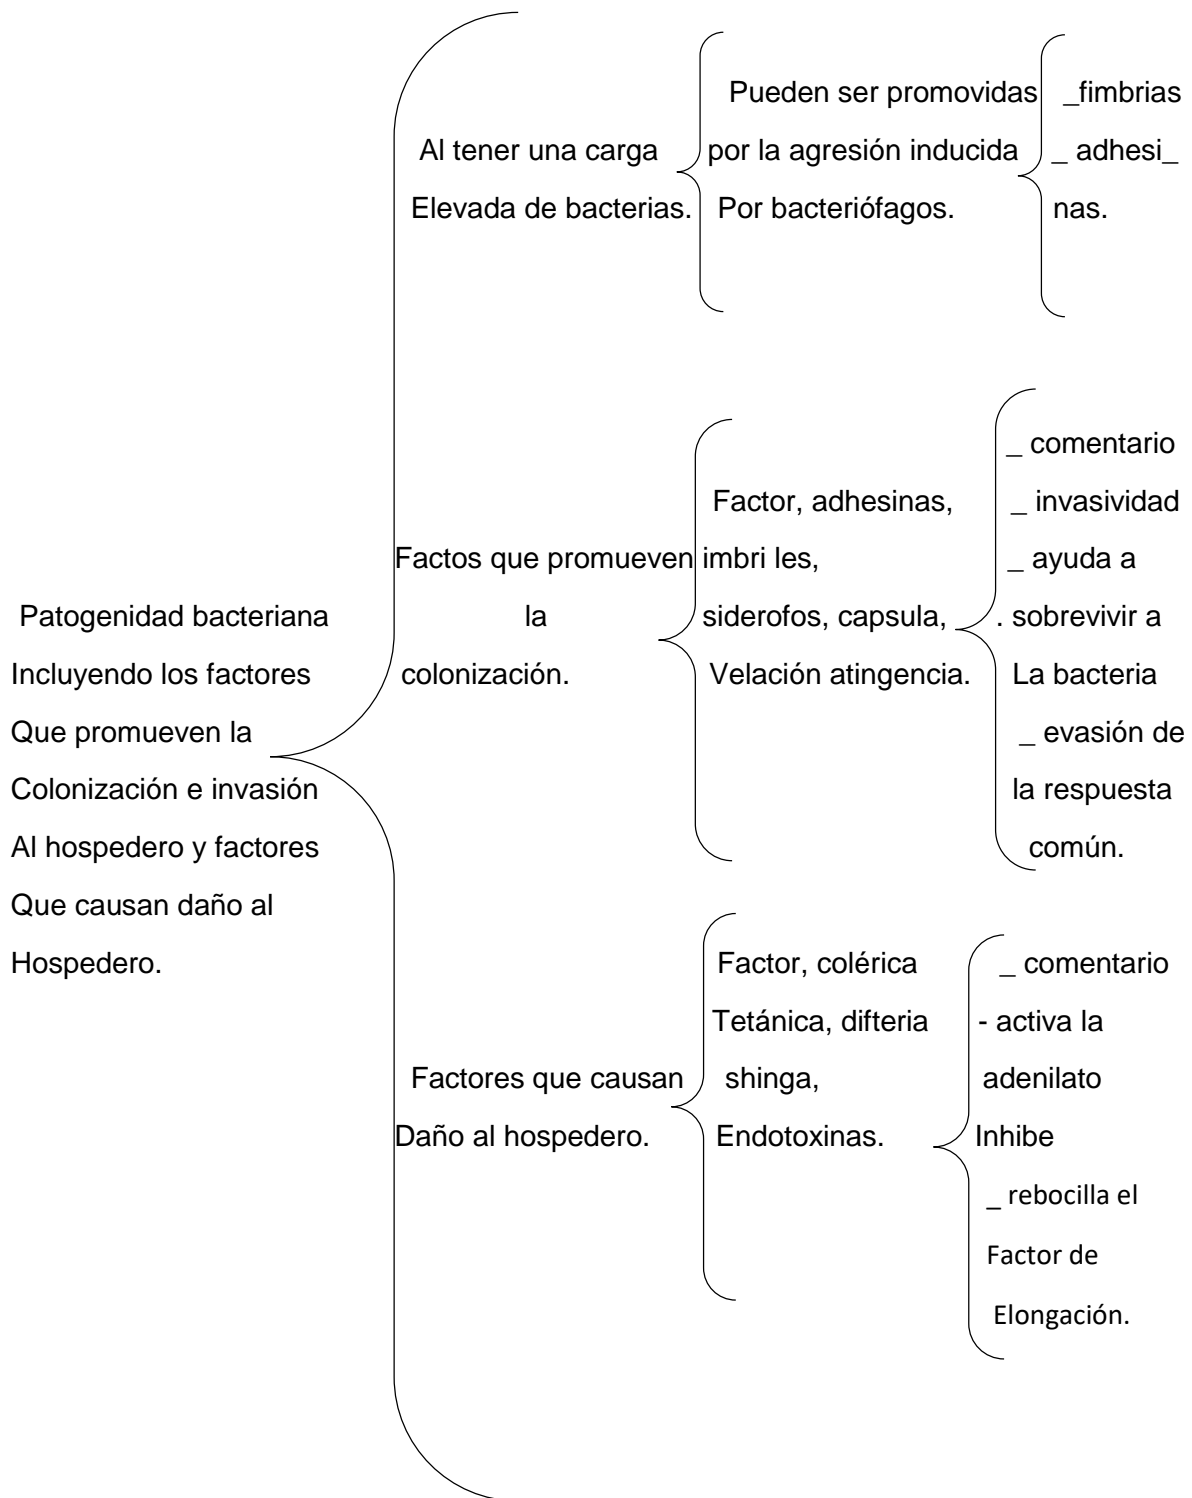 Patogenidad bacteriana
Incluyendo los factores
Que promueven la
Colonización e invasión
Al hospedero y factores
Que causan daño al
Hospedero.
Al tener una carga
Elevada de bacterias.
Pueden ser promovidas
por la agresión inducida
Por bacteriófagos.
_fimbrias
_ adhesi_
nas.
Factos que promueven
la
colonización.
Factor, adhesinas,
imbri les,
siderofos, capsula,
Velación atingencia.
_ comentario
_ invasividad
_ ayuda a
. sobrevivir a
La bacteria
_ evasión de
la respuesta
común.
Factores que causan
Daño al hospedero.
Factor, colérica
Tetánica, difteria
shinga,
Endotoxinas.
_ comentario
- activa la
adenilato
Inhibe
_ rebocilla el
Factor de
Elongación.